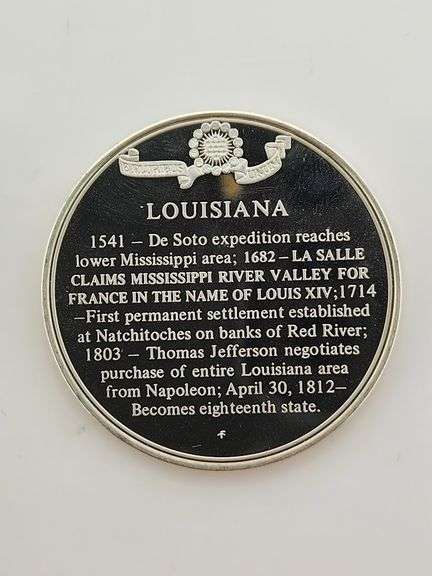 E PLURIBUS UNUM
LOUISIANA
1541 – De Soto expedition reaches
lower Mississippi area; 1682 – LA SALLE
CLAIMS MISSISSIPPI RIVER VALLEY FOR
FRANCE IN THE NAME OF LOUIS XIV;1714
–First permanent settlement established
at Natchitoches on banks of Red River;
1803 – Thomas Jefferson negotiates
purchase of entire Louisiana area
from Napoleon; April 30, 1812–
Becomes eighteenth state.